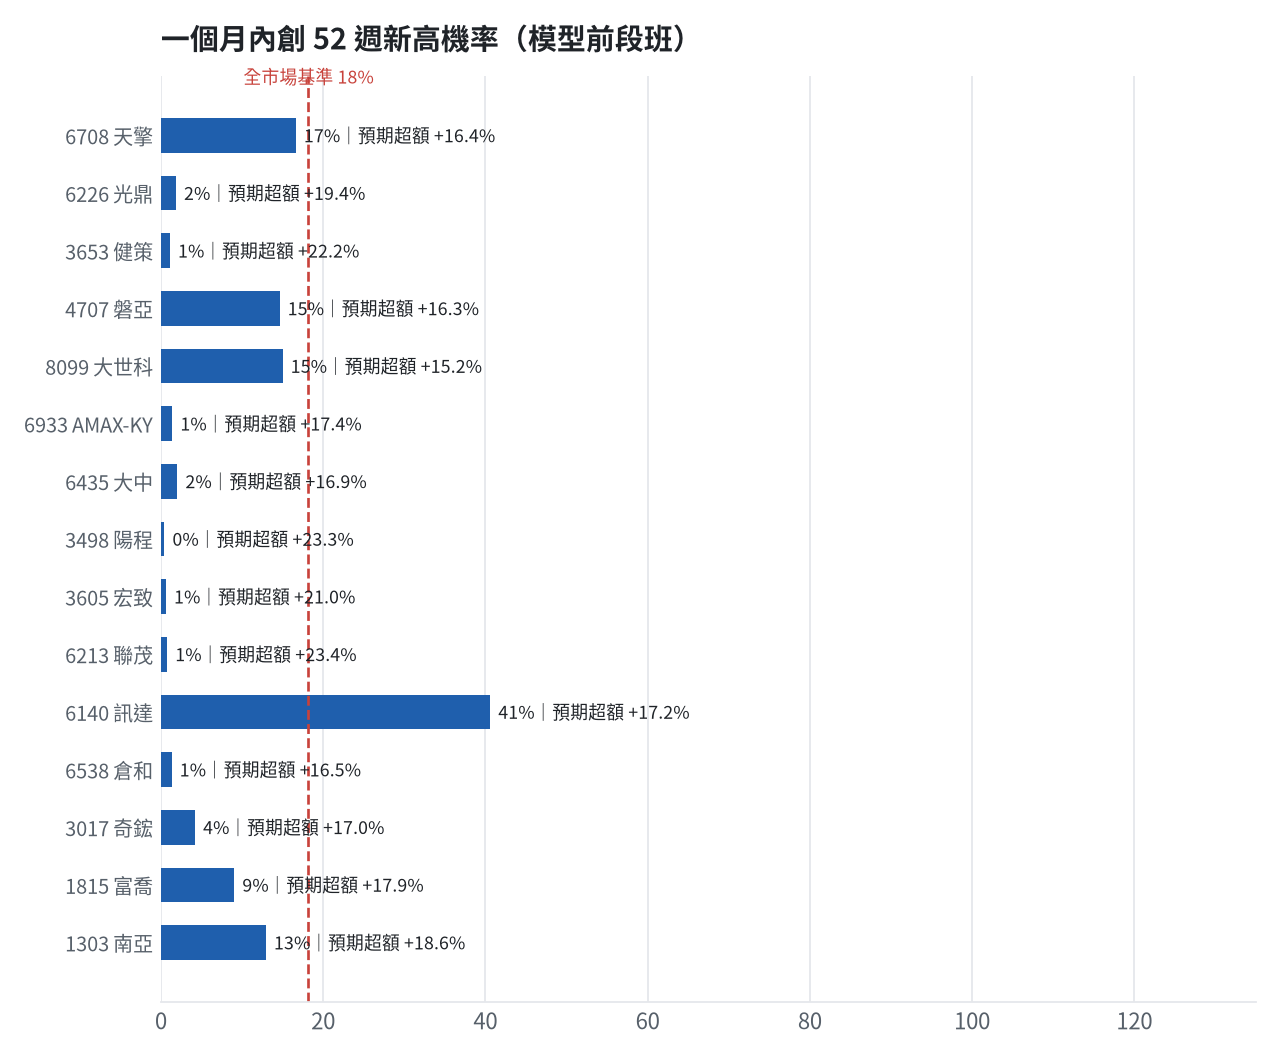 一個月內創 52 週新高機率（模型前段班）
全市場基準 18%
6708 天擎 17%｜預期超額 +16.4%
6226 光鼎 2%｜預期超額 +19.4%
3653 健策 1%｜預期超額 +22.2%
4707 磐亞 15%｜預期超額 +16.3%
8099 大世科 15%｜預期超額 +15.2%
6933 AMAX-KY 1%｜預期超額 +17.4%
6435 大中 2%｜預期超額 +16.9%
3498 陽程 0%｜預期超額 +23.3%
3605 宏致 1%｜預期超額 +21.0%
6213 聯茂 1%｜預期超額 +23.4%
6140 訊達 41%｜預期超額 +17.2%
6538 倉和 1%｜預期超額 +16.5%
3017 奇鋐 4%｜預期超額 +17.0%
1815 富喬 9%｜預期超額 +17.9%
1303 南亞 13%｜預期超額 +18.6%
0 20 40 60 80 100 120